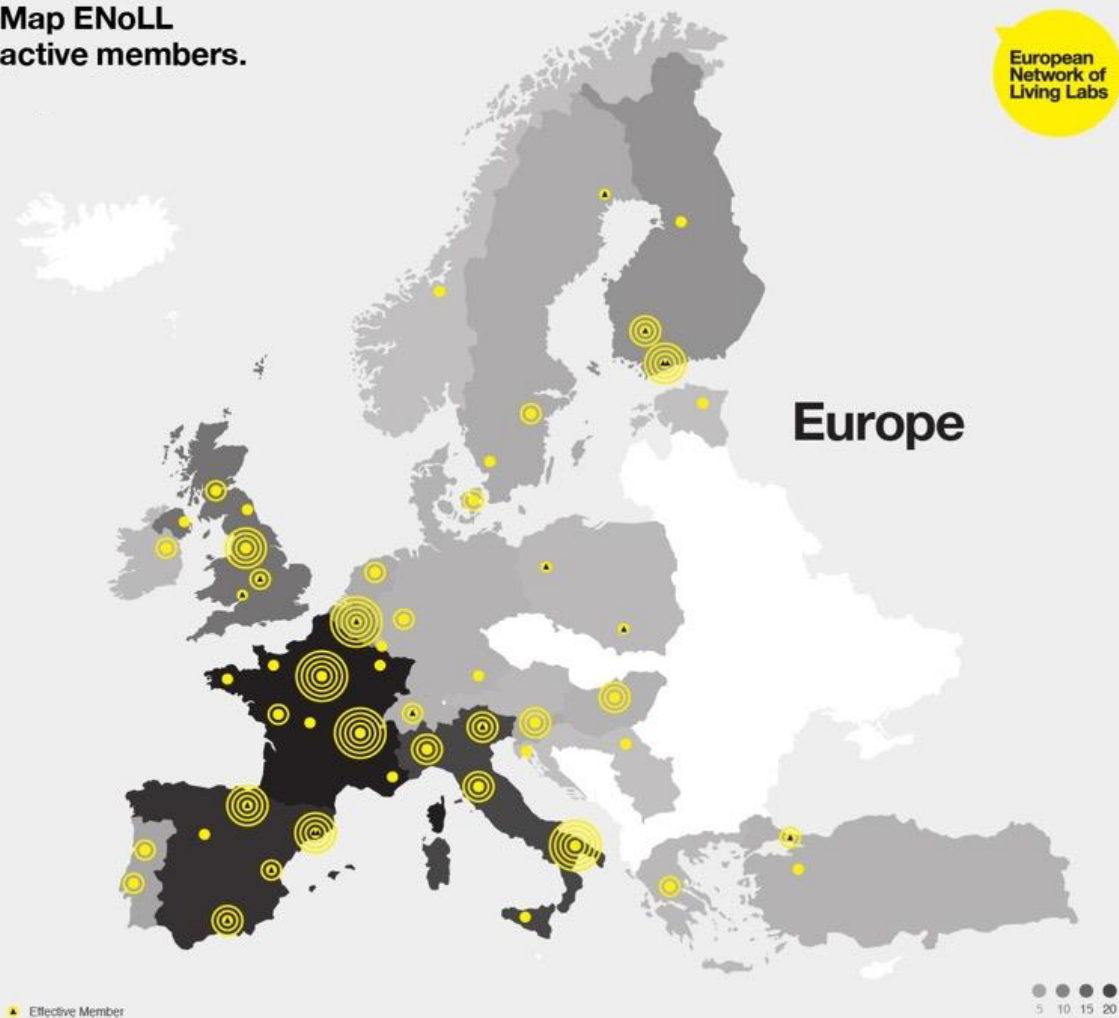 Map ENoLL
active members.
European
Network of
Living Labs
Europe
Effective Member
5 10 15 20